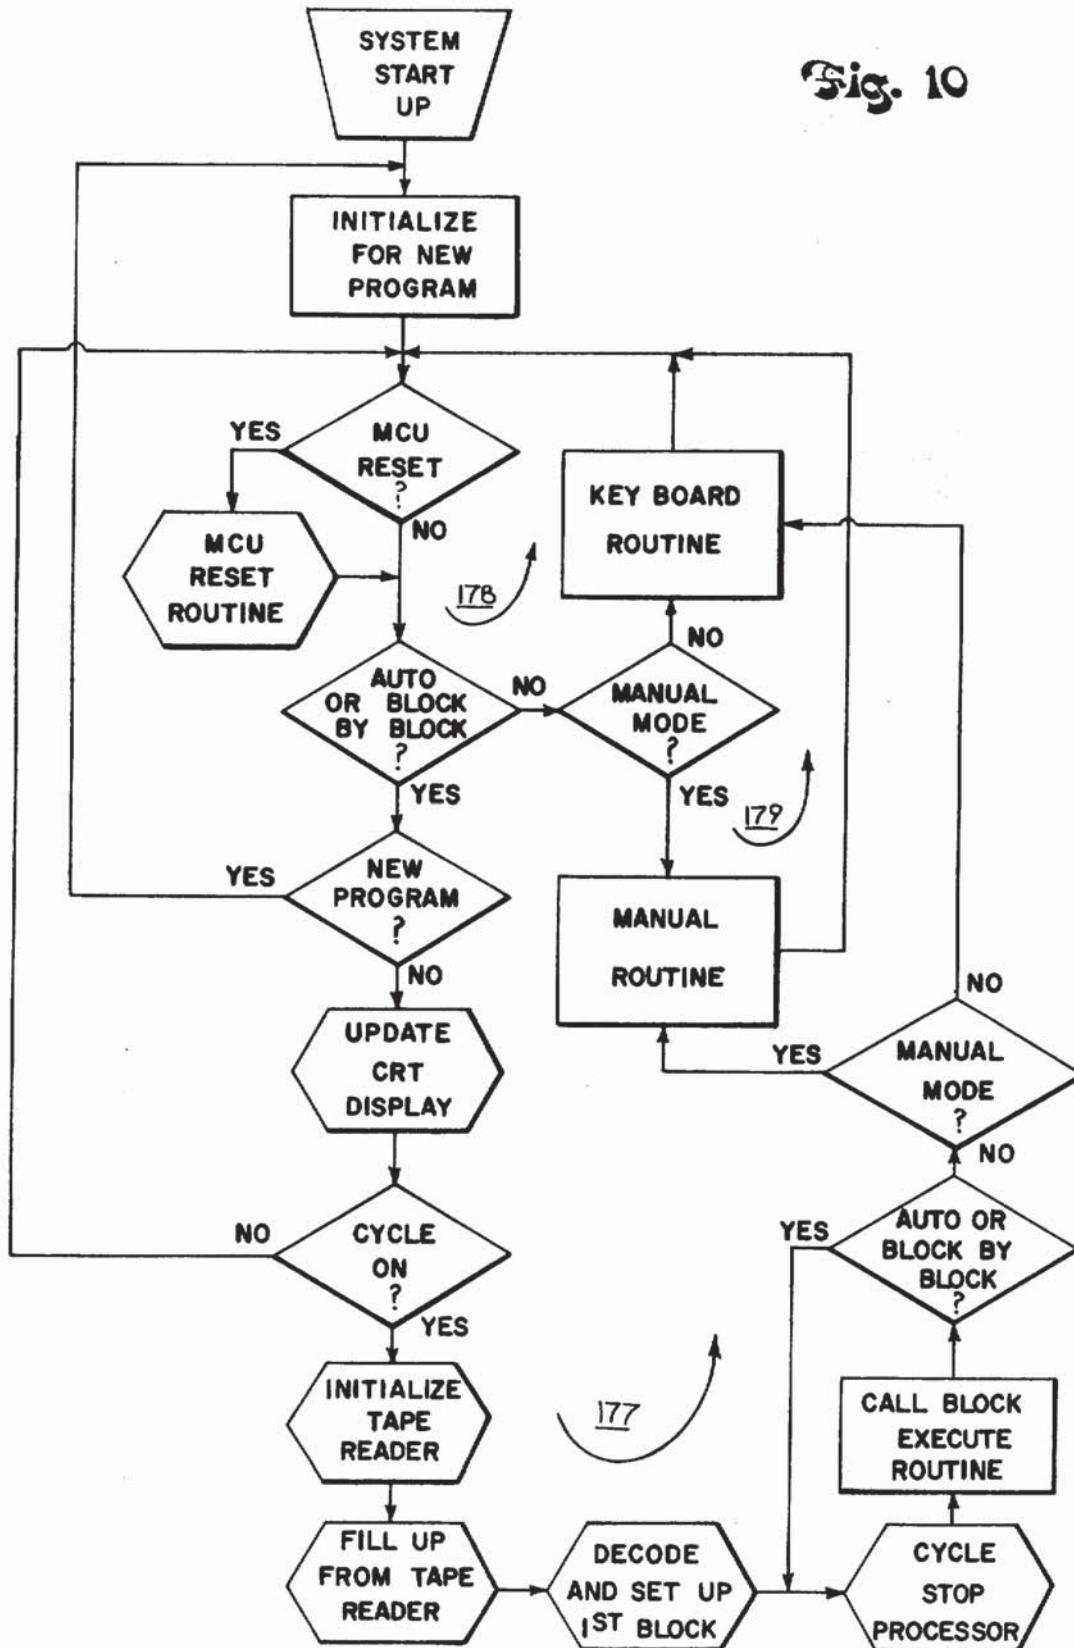 Fig. 10
SYSTEM
START
UP
INITIALIZE
FOR NEW
PROGRAM
MCU
RESET
?
YES
NO
MCU
RESET
ROUTINE
178
KEY BOARD
ROUTINE
AUTO
OR BLOCK
BY BLOCK
?
NO
YES
MANUAL
MODE
?
NO
YES
179
NEW
PROGRAM
?
YES
NO
MANUAL
ROUTINE
UPDATE
CRT
DISPLAY
MANUAL
MODE
?
YES
NO
CYCLE
ON
?
NO
YES
AUTO OR
BLOCK BY
BLOCK
?
YES
NO
INITIALIZE
TAPE
READER
177
CALL BLOCK
EXECUTE
ROUTINE
FILL UP
FROM TAPE
READER
DECODE
AND SET UP
1ST BLOCK
CYCLE
STOP
PROCESSOR